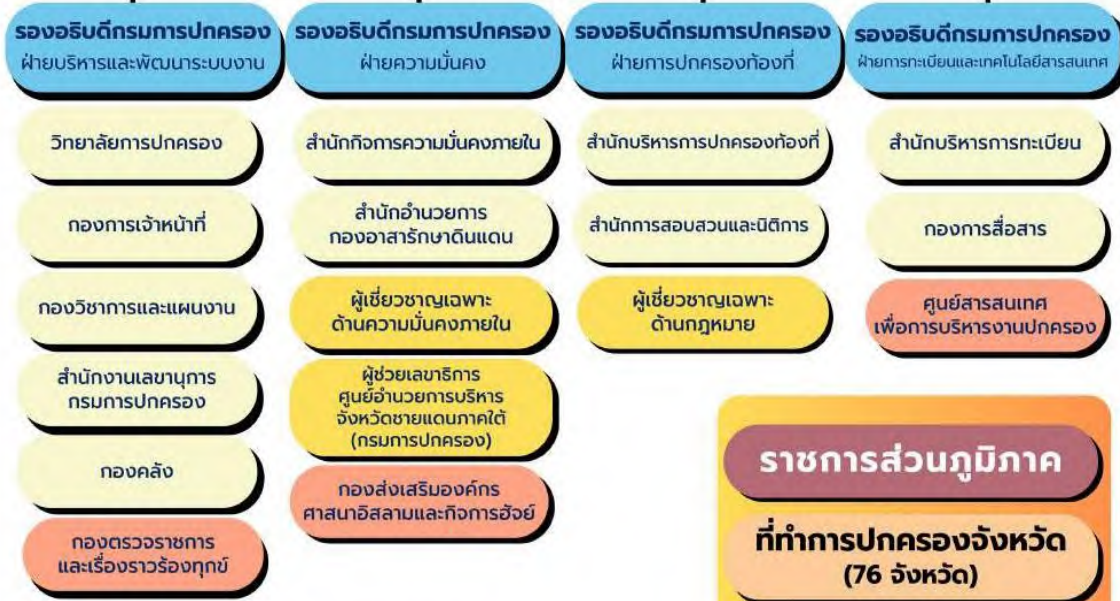 รองอธิบดีกรมการปกครอง
ฝ่ายบริหารและพัฒนาระบบงาน
วิทยาลัยการปกครอง
กองการเจ้าหน้าที่
กองวิชาการและแผนงาน
สำนักงานเลขานุการ
กรมการปกครอง
กองคลัง
กองตรวจราชการ
และเรื่องราวร้องทุกข์
รองอธิบดีกรมการปกครอง
ฝ่ายความมั่นคง
สำนักกิจการความมั่นคงภายใน
สำนักอำนวยการ
กองอาสารักษาดินแดน
ผู้เชี่ยวชาญเฉพาะ
ด้านความมั่นคงภายใน
ผู้ช่วยเลขาธิการ
ศูนย์อำนวยการบริหาร
จังหวัดชายแดนภาคใต้
(กรมการปกครอง)
กองส่งเสริมองค์กร
ศาสนาอิสลามและกิจการฮัจย์
รองอธิบดีกรมการปกครอง
ฝ่ายการปกครองท้องที่
สำนักบริหารการปกครองท้องที่
สำนักการสอบสวนและนิติการ
ผู้เชี่ยวชาญเฉพาะ
ด้านกฎหมาย
รองอธิบดีกรมการปกครอง
ฝ่ายการทะเบียนและเทคโนโลยีสารสนเทศ
สำนักบริหารการทะเบียน
กองการสื่อสาร
ศูนย์สารสนเทศ
เพื่อการบริหารงานปกครอง
ราชการส่วนภูมิภาค
ที่ทำการปกครองจังหวัด
(76 จังหวัด)